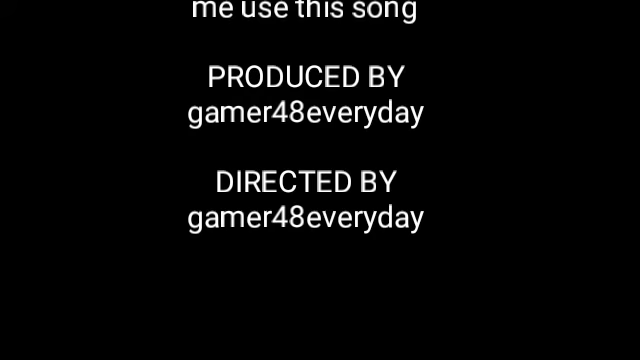 me use this song
PRODUCED BY
gamer48everyday
DIRECTED BY
gamer48everyday